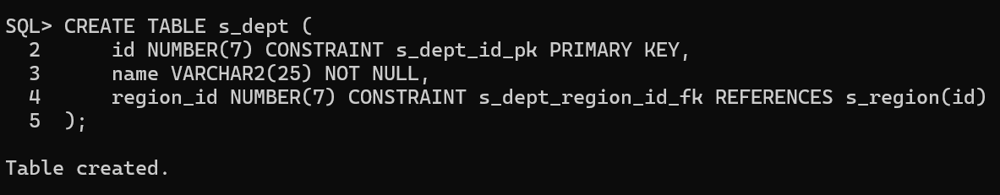 SQL> CREATE TABLE s_dept (
  2      id NUMBER(7) CONSTRAINT s_dept_id_pk PRIMARY KEY,
  3      name VARCHAR2(25) NOT NULL,
  4      region_id NUMBER(7) CONSTRAINT s_dept_region_id_fk REFERENCES s_region(id)
  5  );
Table created.